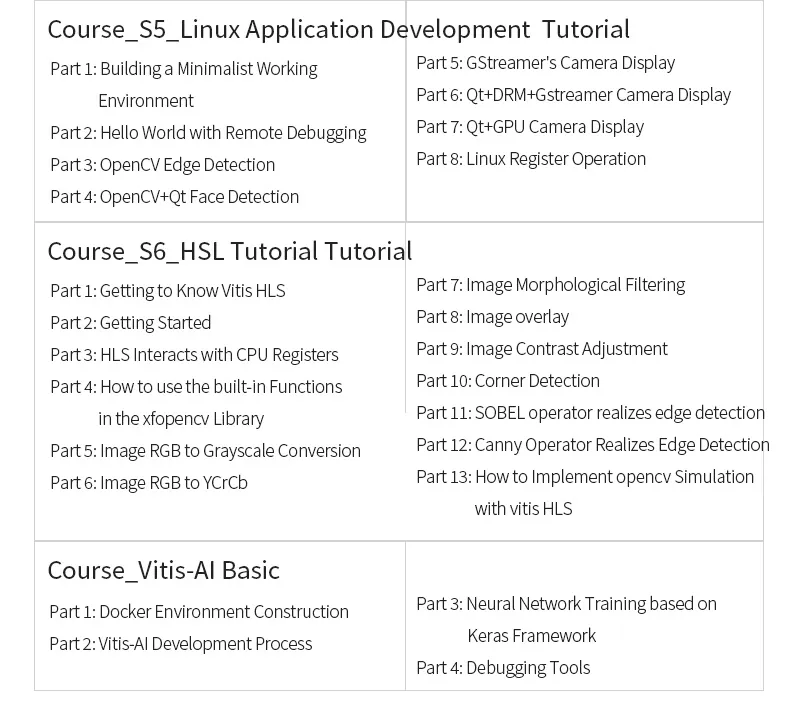 Course_S5_Linux Application Development Tutorial
Part 1: Building a Minimalist Working
Environment
Part 2: Hello World with Remote Debugging
Part 3: OpenCV Edge Detection
Part 4: OpenCV+Qt Face Detection
Part 5: GStreamer's Camera Display
Part 6: Qt+DRM+Gstreamer Camera Display
Part 7: Qt+GPU Camera Display
Part 8: Linux Register Operation
Course_S6_HSL Tutorial Tutorial
Part 1: Getting to Know Vitis HLS
Part 2: Getting Started
Part 3: HLS Interacts with CPU Registers
Part 4: How to use the built-in Functions
in the xfopencv Library
Part 5: Image RGB to Grayscale Conversion
Part 6: Image RGB to YCrCb
Part 7: Image Morphological Filtering
Part 8: Image overlay
Part 9: Image Contrast Adjustment
Part 10: Corner Detection
Part 11: SOBEL operator realizes edge detection
Part 12: Canny Operator Realizes Edge Detection
Part 13: How to Implement opencv Simulation
with vitis HLS
Course_Vitis-AI Basic
Part 1: Docker Environment Construction
Part 2: Vitis-AI Development Process
Part 3: Neural Network Training based on
Keras Framework
Part 4: Debugging Tools